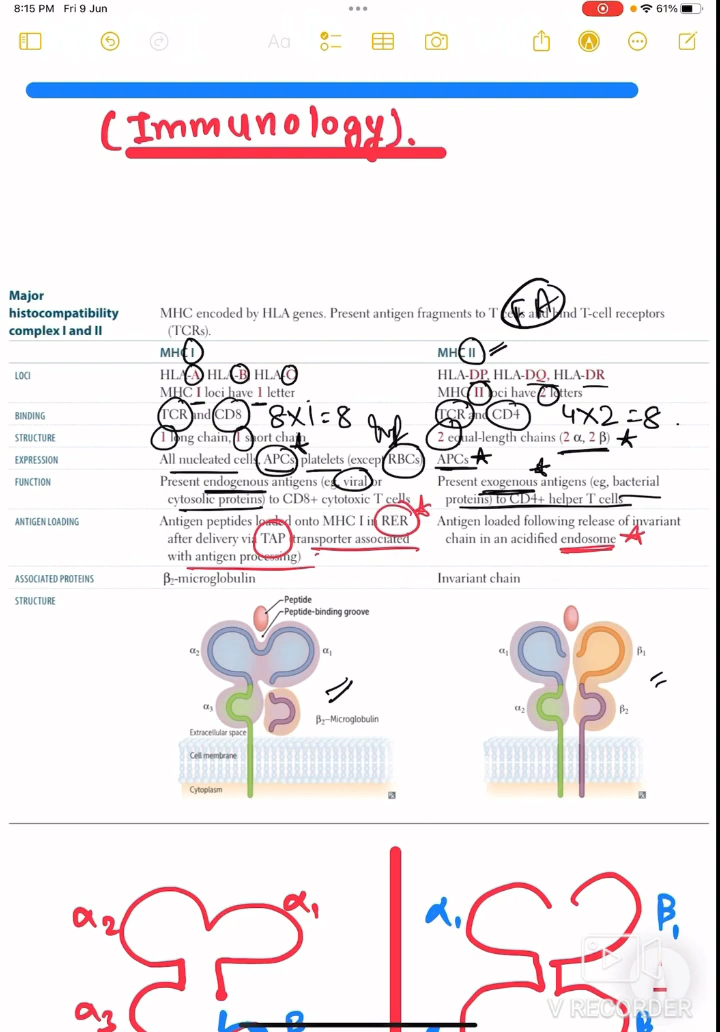 8:15 PM Fri 9 Jun
61%
Aa
(Immunology).
Major
histocompatibility
complex I and II
MHC encoded by HLA genes. Present antigen fragments to T cells and bind T-cell receptors
(TCRs).
FA
MHC I
MHC II
LOCI
HLA-A, HLA-B, HLA-C
MHC I loci have 1 letter
HLA-DP, HLA-DQ, HLA-DR
MHC II loci have 2 letters
BINDING
TCR and CD8
8×1=8
TCR and CD4
4×2=8.
STRUCTURE
1 long chain, 1 short chain
2 equal-length chains (2 α, 2 β)
EXPRESSION
All nucleated cells, APCs, platelets (except RBCs)
APCs
FUNCTION
Present endogenous antigens (eg, viral or
cytosolic proteins) to CD8+ cytotoxic T cells
Present exogenous antigens (eg, bacterial
proteins) to CD4+ helper T cells
ANTIGEN LOADING
Antigen peptides loaded onto MHC I in RER
after delivery via TAP (transporter associated
with antigen processing)
Antigen loaded following release of invariant
chain in an acidified endosome
ASSOCIATED PROTEINS
β2-microglobulin
Invariant chain
STRUCTURE
Peptide
Peptide-binding groove
α2
α1
α3
β2-Microglobulin
Extracellular space
Cell membrane
Cytoplasm
α1
β1
α2
β2
α2
α1
α3
α1
β1
V RECORDER